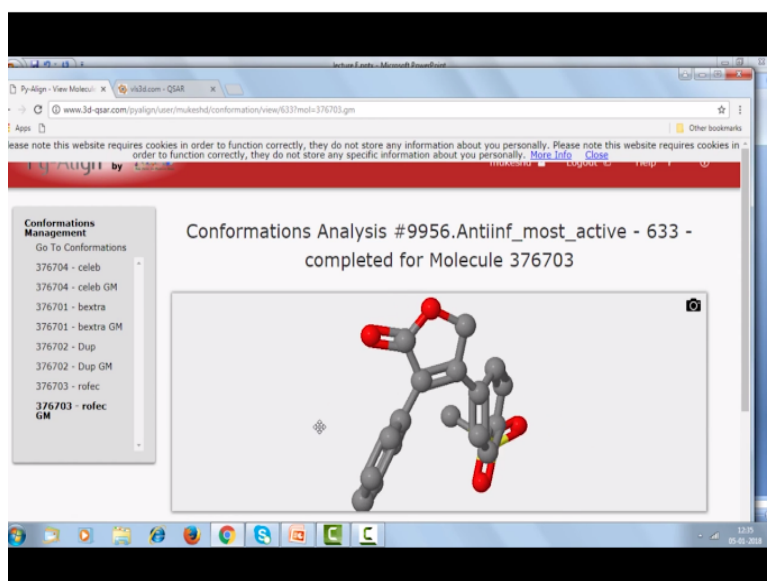 lecture F.pptx - Microsoft PowerPoint
Py-Align - View Molecul
vls3d.com - QSAR
www.3d-qsar.com/pyalign/user/mukeshd/conformation/view/633?mol=376703.gm
Apps
Other bookmarks
lease note this website requires cookies in order to function correctly, they do not store any information about you personally. Please note this website requires cookies in
order to function correctly, they do not store any specific information about you personally. More Info Close
Py-Align by
mukeshd Logout Help
Conformations
Management
Go To Conformations
376704 - celeb
376704 - celeb GM
376701 - bextra
376701 - bextra GM
376702 - Dup
376702 - Dup GM
376703 - rofec
376703 - rofec
GM
Conformations Analysis #9956.Antiinf_most_active - 633 -
completed for Molecule 376703
12:15
05-01-2018